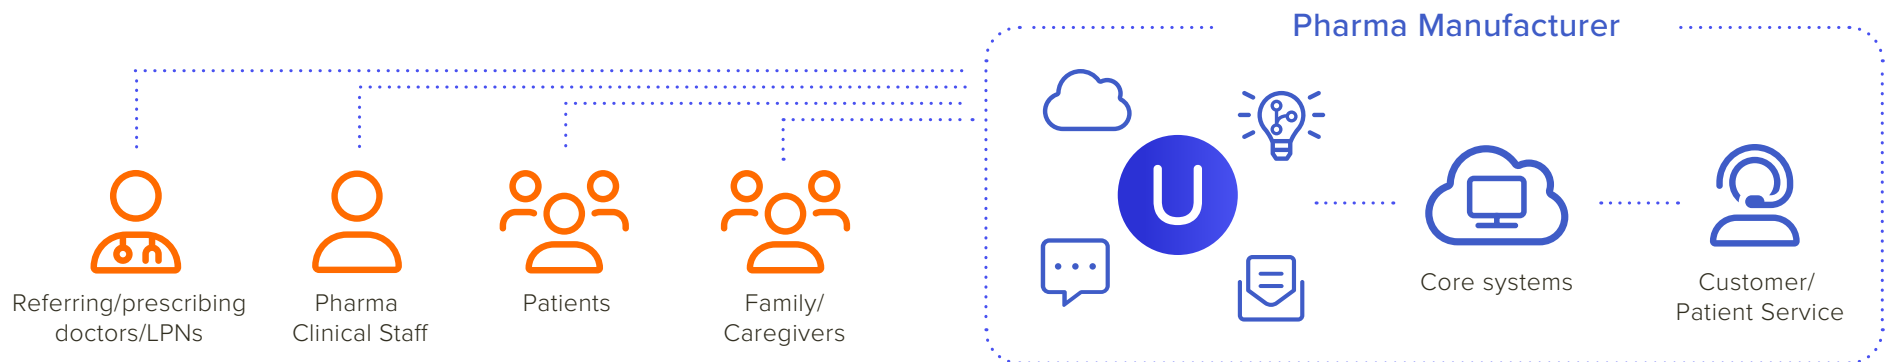 Pharma Manufacturer
U
Referring/prescribing
doctors/LPNs
Pharma
Clinical Staff
Patients
Family/
Caregivers
Core systems
Customer/
Patient Service